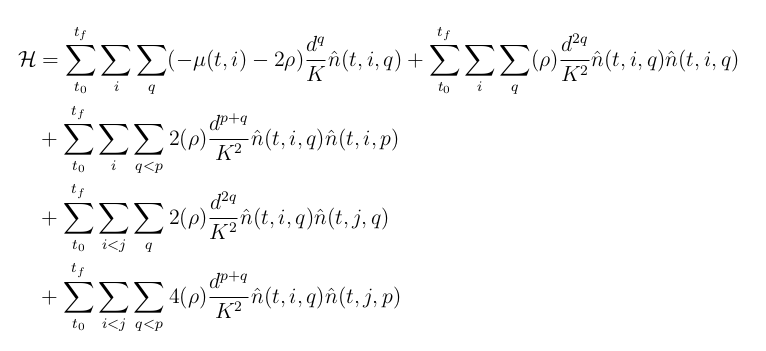 \mathcal{H} = \sum_{t_0}^{t_f} \sum_{i} \sum_{q} (-\mu(t,i) - 2\rho) \frac{d^q}{K} \hat{n}(t,i,q) + \sum_{t_0}^{t_f} \sum_{i} \sum_{q} (\rho) \frac{d^{2q}}{K^2} \hat{n}(t,i,q) \hat{n}(t,i,q)
+ \sum_{t_0}^{t_f} \sum_{i} \sum_{q<p} 2(\rho) \frac{d^{p+q}}{K^2} \hat{n}(t,i,q) \hat{n}(t,i,p)
+ \sum_{t_0}^{t_f} \sum_{i<j} \sum_{q} 2(\rho) \frac{d^{2q}}{K^2} \hat{n}(t,i,q) \hat{n}(t,j,q)
+ \sum_{t_0}^{t_f} \sum_{i<j} \sum_{q<p} 4(\rho) \frac{d^{p+q}}{K^2} \hat{n}(t,i,q) \hat{n}(t,j,p)